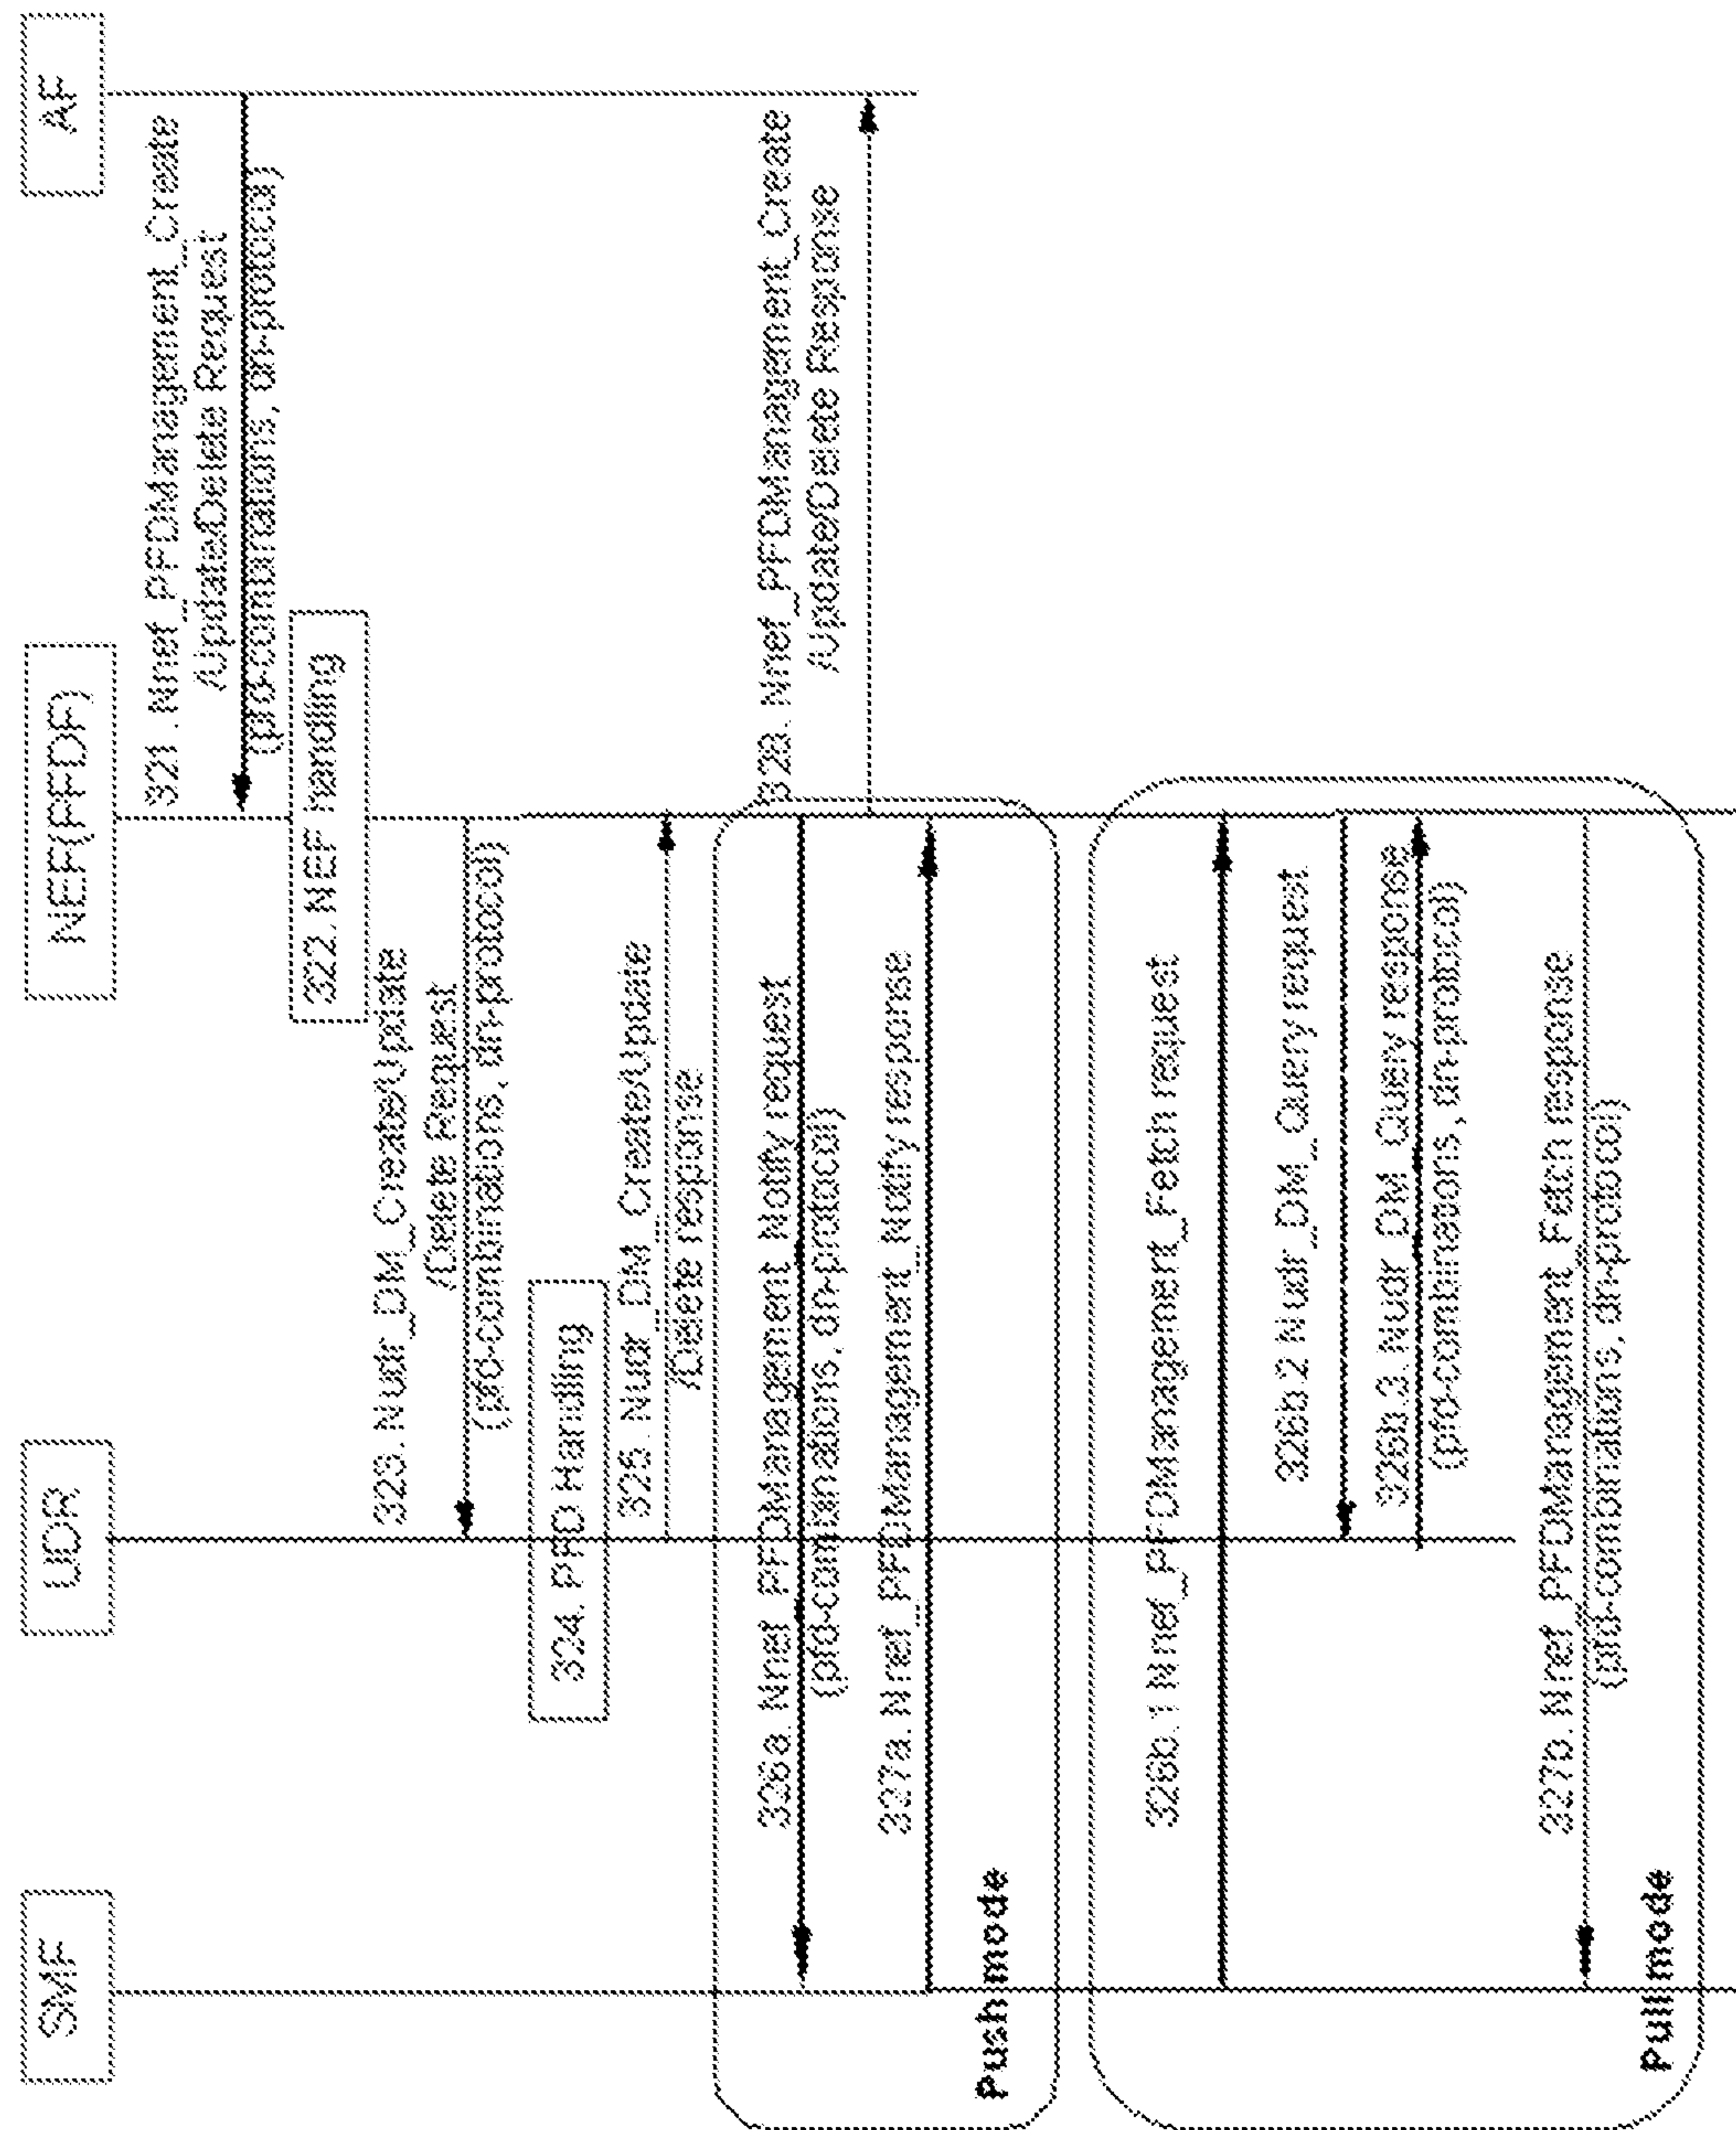 SMF
UDR
NEF(PFDF)
AF
321. Nnef_PFDManagement_Create
/Update/Delete Request
(pfd-combinations, dn-protocol)
322. NEF handling
323. Nudr_DM_Create/Update
/Delete Request
(pfd-combinations, dn-protocol)
324. PFD Handling
325. Nudr_DM_Create/Update
/Delete response
326a. Nnef_PFDManagement_Notify request
(pfd-combinations, dn-protocol)
328. Nnef_PFDManagement_Create
/Update/Delete Response
327a. Nnef_PFDManagement_Notify response
Push mode
326b.1 Nnef_PFDManagement_Fetch request
326b.2 Nudr_DM_Query request
326b.3. Nudr_DM_Query response
(pfd-combinations, dn-protocol)
327b. Nnef_PFDManagement_Fetch response
(pfd-combinations, dn-protocol)
Pull mode